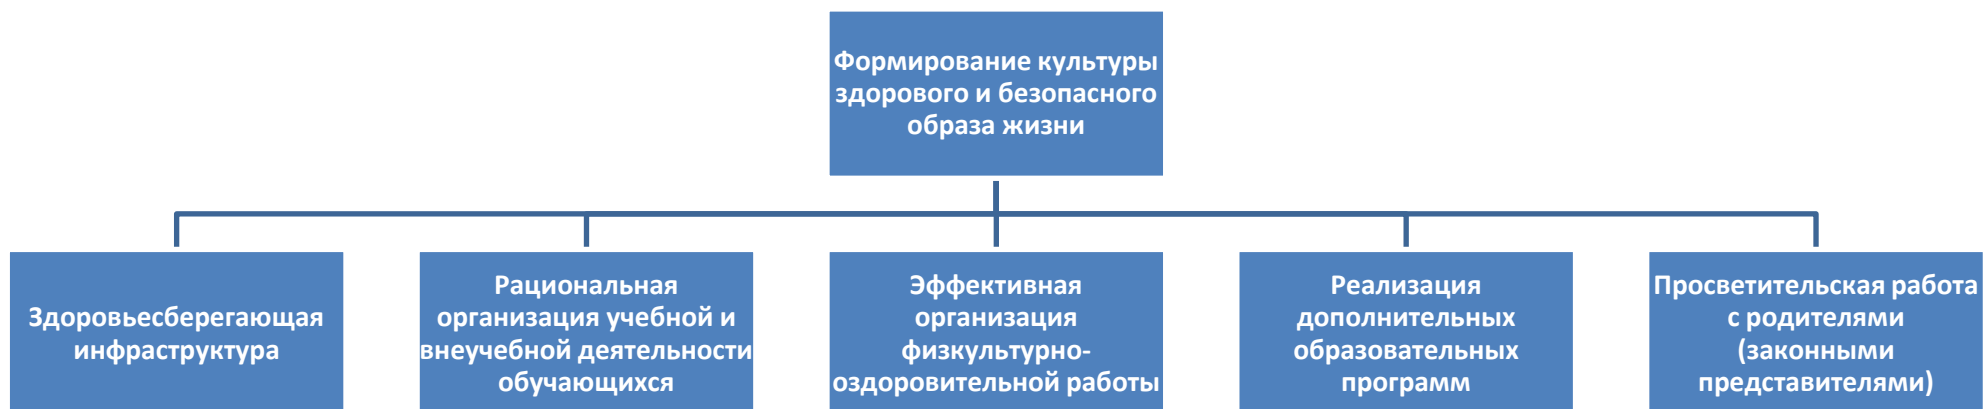 Формирование культуры
здорового и безопасного
образа жизни
Здоровьесберегающая
инфраструктура
Рациональная
организация учебной и
внеучебной деятельности
обучающихся
Эффективная
организация
физкультурно-
оздоровительной работы
Реализация
дополнительных
образовательных
программ
Просветительская работа
с родителями
(законными
представителями)